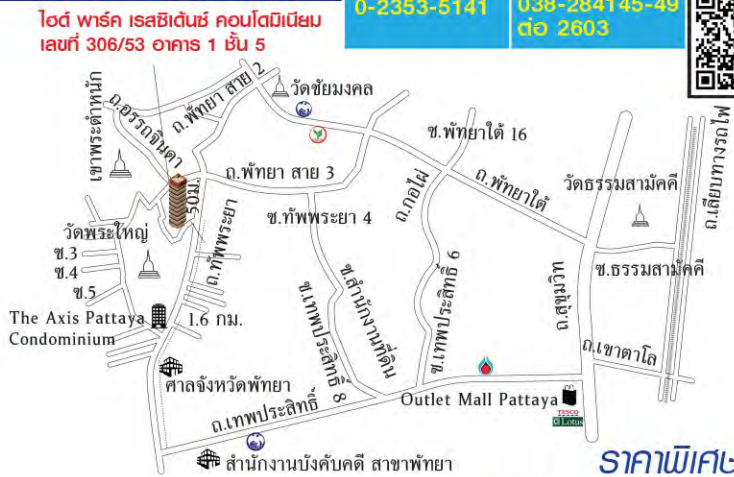 ไฮด์ พาร์ค เรสซิเด้นซ์ คอนโดมิเนียม
เลขที่ 306/53 อาคาร 1 ชั้น 5
0-2353-5141
038-284145-49
ต่อ 2603
วัดชัยมงคล
ถ.พัทยา สาย 2
ถ.อรรถจินดา
เขาพระตำหนัก
ซ.พัทยาใต้ 16
ถ.พัทยา สาย 3
50ม.
ถ.กอไผ่
ถ.พัทยาใต้
วัดธรรมสามัคคี
ถ.เลียบทางรถไฟ
ซ.ทัพพระยา 4
ถ.ทัพพระยา
วัดพระใหญ่
ซ.3
ซ.4
ซ.5
ซ.ธรรมสามัคคี
ซ.สำนักงานที่ดิน
ซ.เทพประสิทธิ์ 6
ซ.เทพประสิทธิ์ 8
ถ.สุขุมวิท
The Axis Pattaya
Condominium
1.6 กม.
ถ.เขาตาโล
ศาลจังหวัดพัทยา
ถ.เทพประสิทธิ์
Outlet Mall Pattaya
TESCO
Lotus
สำนักงานบังคับคดี สาขาพัทยา
ราคาพิเศษ